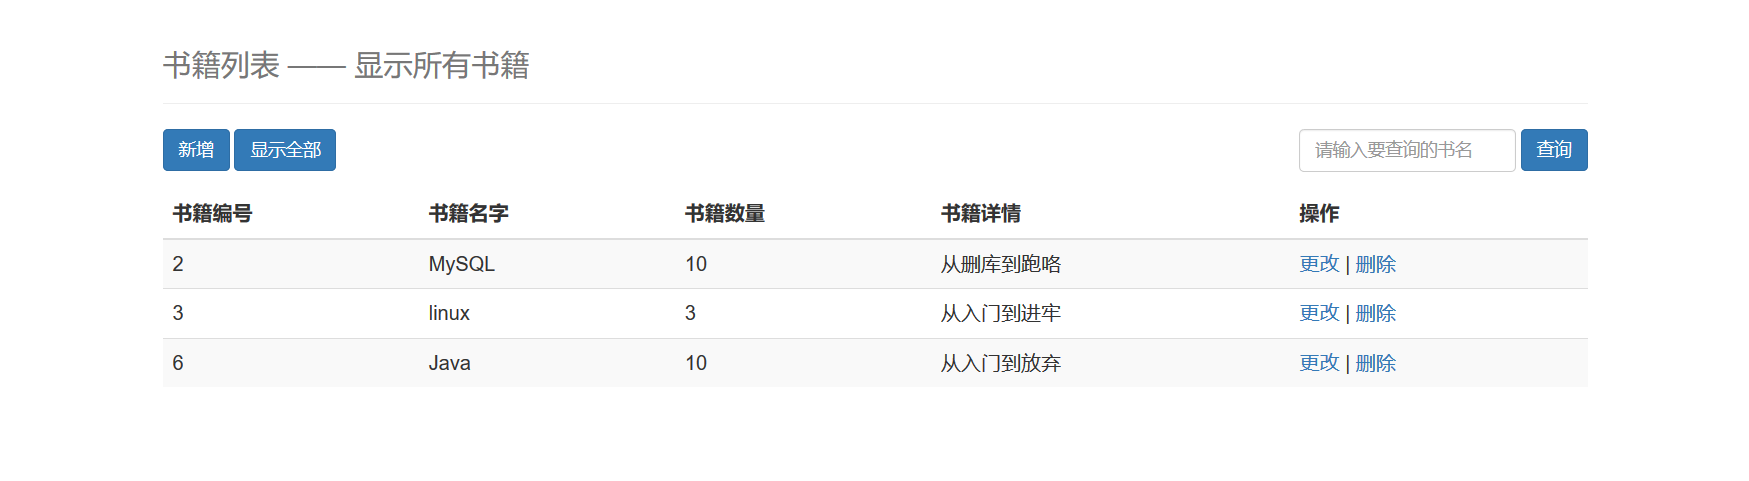 书籍列表 —— 显示所有书籍
新增 显示全部 请输入要查询的书名 查询
书籍编号 书籍名字 书籍数量 书籍详情 操作
2 MySQL 10 从删库到跑咯 更改 | 删除
3 linux 3 从入门到进牢 更改 | 删除
6 Java 10 从入门到放弃 更改 | 删除